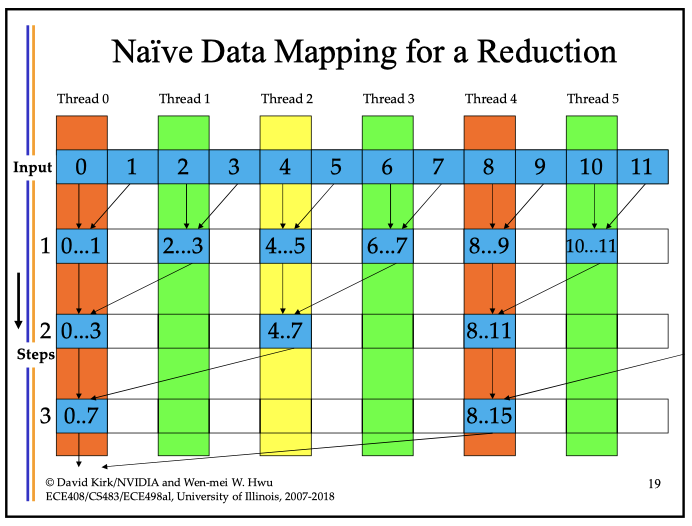 Naïve Data Mapping for a Reduction
Thread 0 Thread 1 Thread 2 Thread 3 Thread 4 Thread 5
Input 0 1 2 3 4 5 6 7 8 9 10 11
1 0...1 2...3 4...5 6...7 8...9 10...11
2 0...3 4..7 8..11
Steps
3 0..7 8..15
© David Kirk/NVIDIA and Wen-mei W. Hwu
ECE408/CS483/ECE498al, University of Illinois, 2007-2018
19